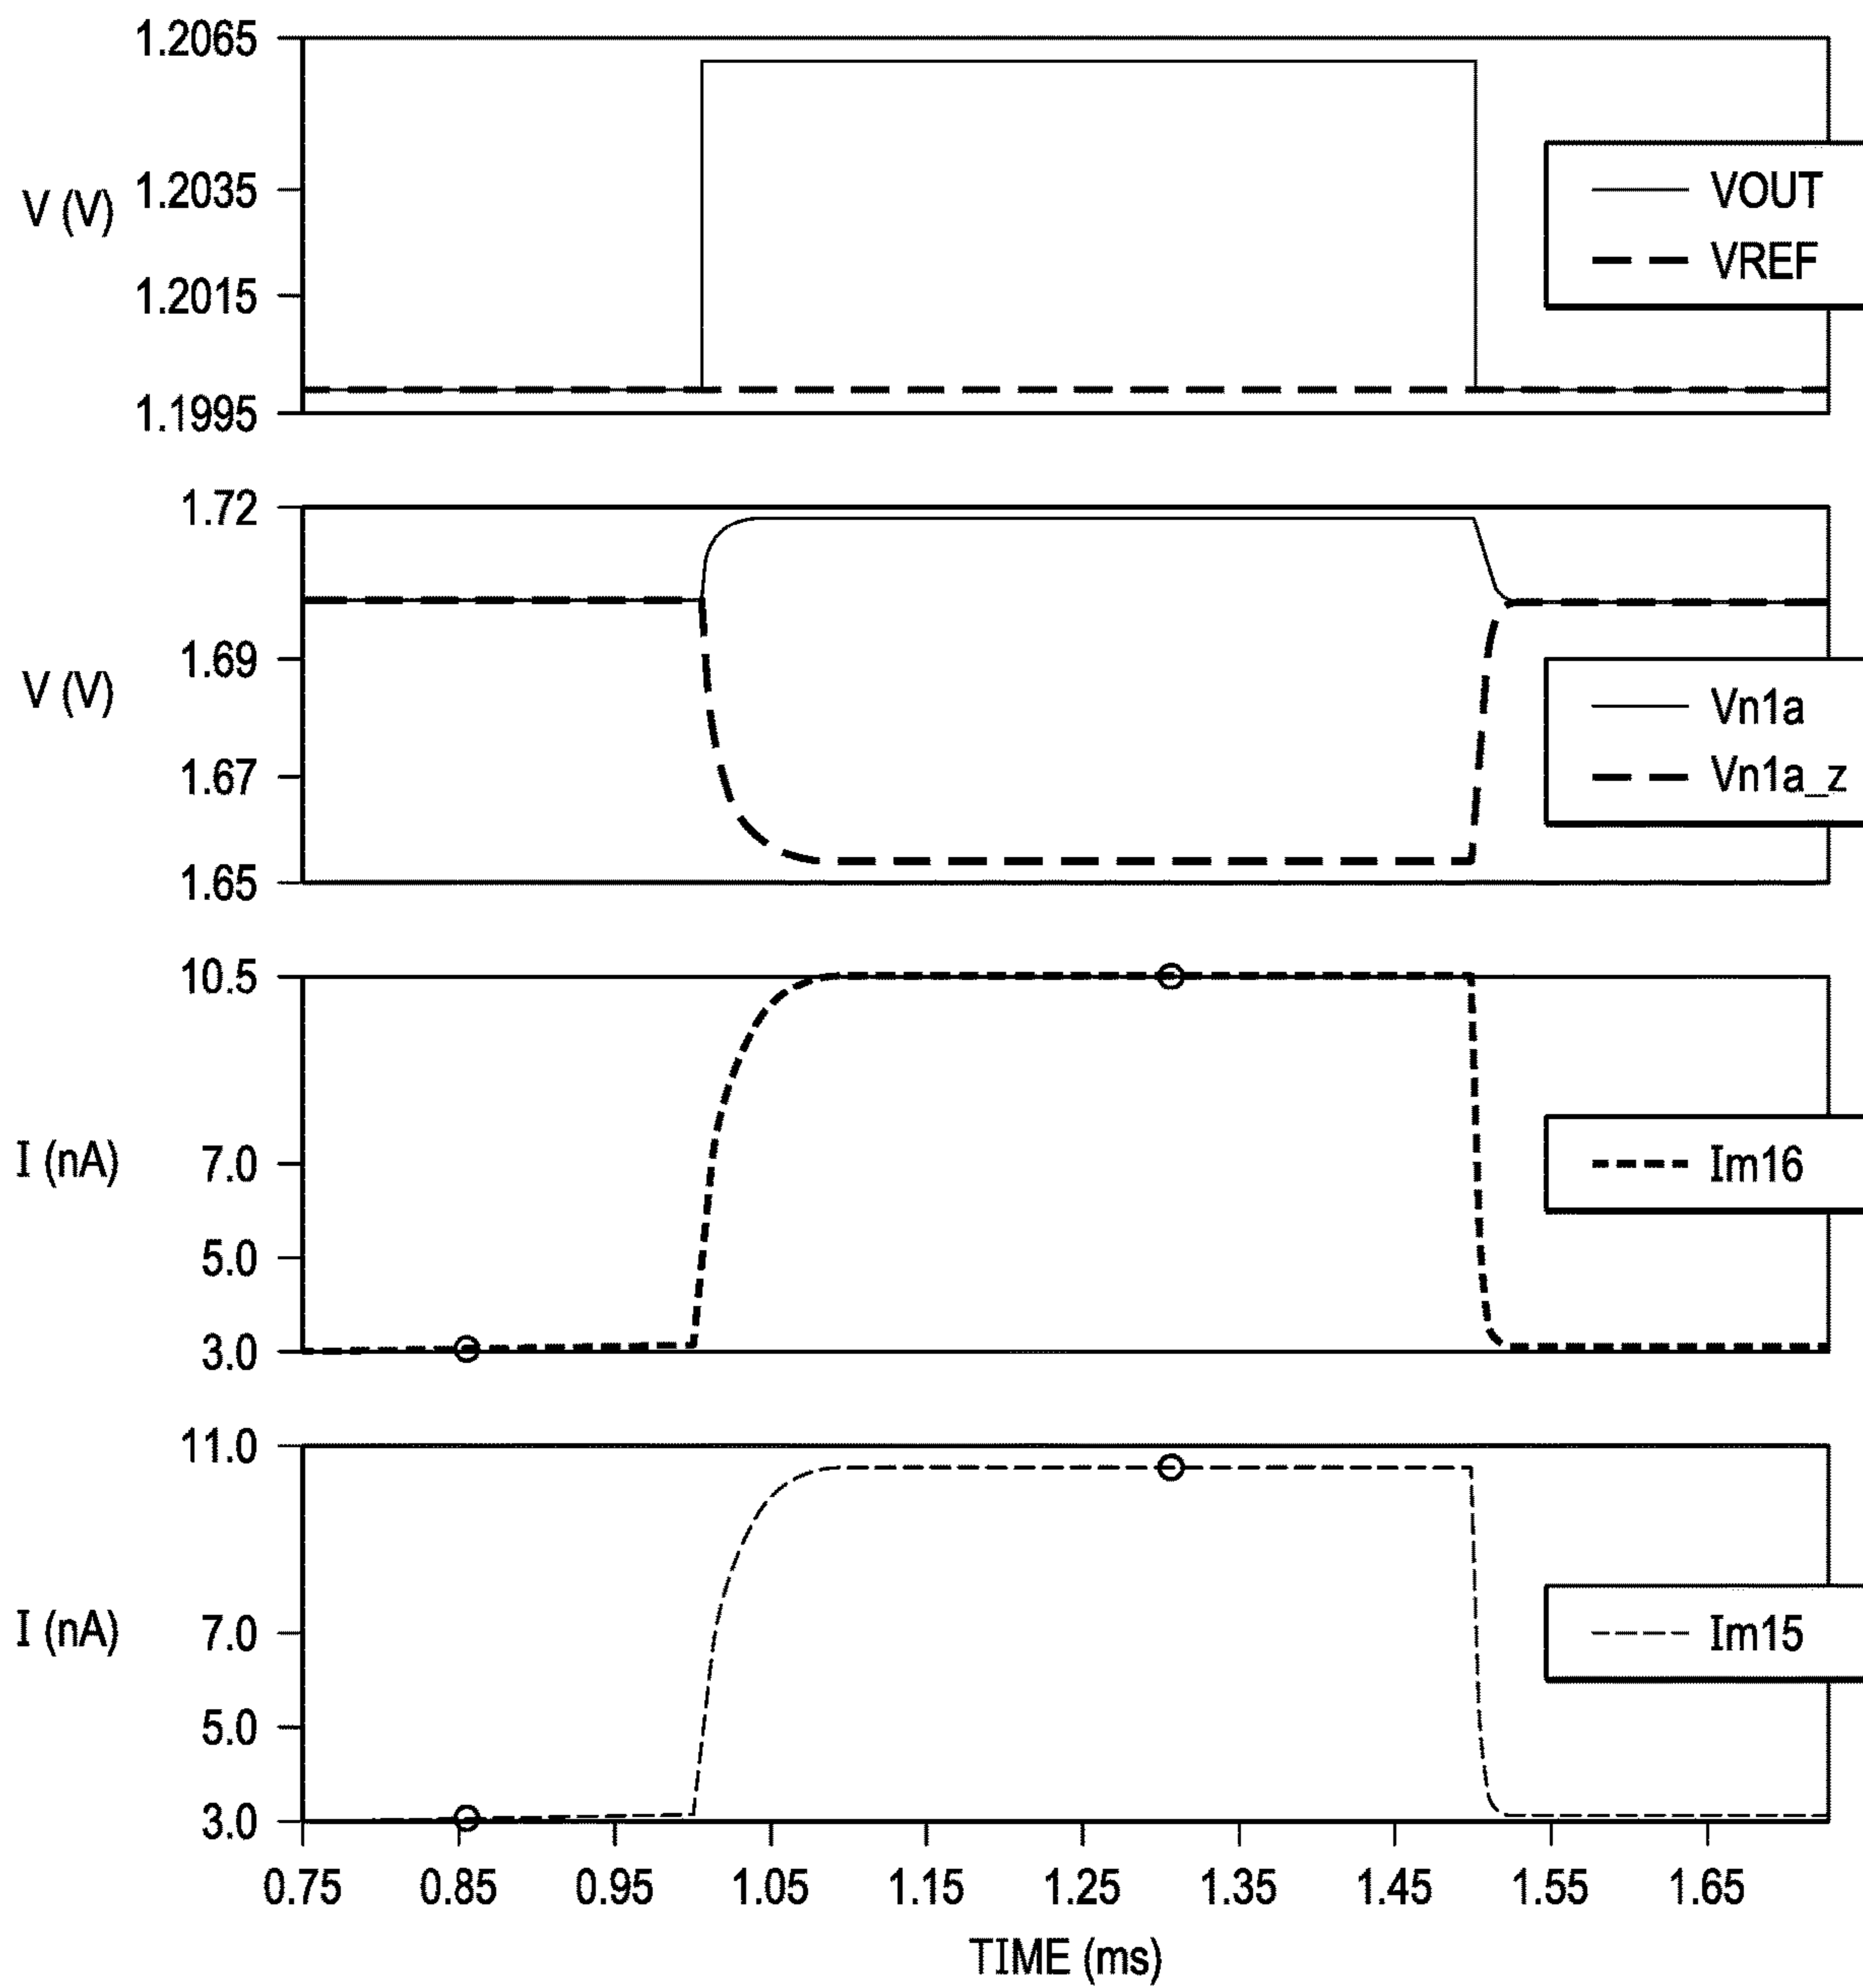 1.2065
V (V)
1.2035
1.2015
1.1995
VOUT
VREF
1.72
V (V)
1.69
1.67
1.65
Vn1a
Vn1a_z
10.5
I (nA)
7.0
5.0
3.0
Im16
11.0
I (nA)
7.0
5.0
3.0
Im15
0.75 0.85 0.95 1.05 1.15 1.25 1.35 1.45 1.55 1.65
TIME (ms)